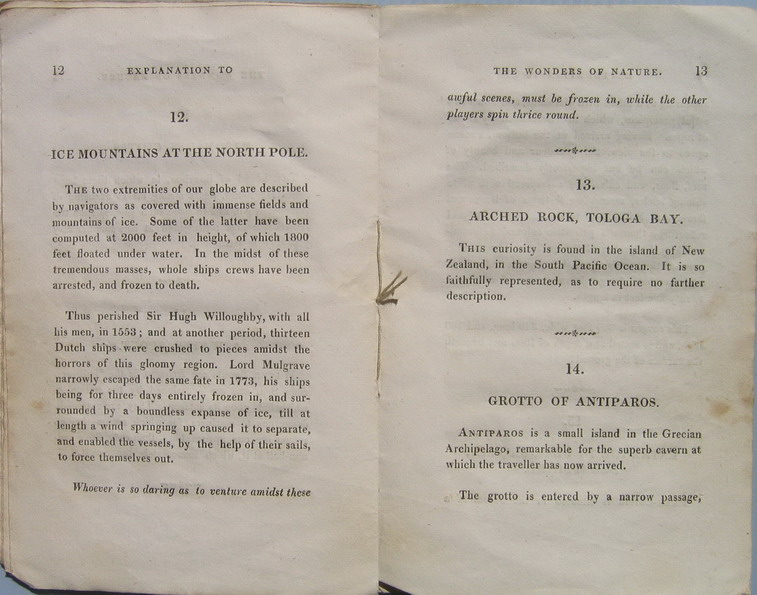 12 EXPLANATION TO
12.
ICE MOUNTAINS AT THE NORTH POLE.
THE two extremities of our globe are described
by navigators as covered with immense fields and
mountains of ice. Some of the latter have been
computed at 2000 feet in height, of which 1800
feet floated under water. In the midst of these
tremendous masses, whole ships crews have been
arrested, and frozen to death.
Thus perished Sir Hugh Willoughby, with all
his men, in 1553; and at another period, thirteen
Dutch ships were crushed to pieces amidst the
horrors of this gloomy region. Lord Mulgrave
narrowly escaped the same fate in 1773, his ships
being for three days entirely frozen in, and sur-
rounded by a boundless expanse of ice, till at
length a wind springing up caused it to separate,
and enabled the vessels, by the help of their sails,
to force themselves out.
Whoever is so daring as to venture amidst these
THE WONDERS OF NATURE. 13
awful scenes, must be frozen in, while the other
players spin thrice round.
13.
ARCHED ROCK, TOLOGA BAY.
THIS curiosity is found in the island of New
Zealand, in the South Pacific Ocean. It is so
faithfully represented, as to require no farther
description.
14.
GROTTO OF ANTIPAROS.
ANTIPAROS is a small island in the Grecian
Archipelago, remarkable for the superb cavern at
which the traveller has now arrived.
The grotto is entered by a narrow passage,